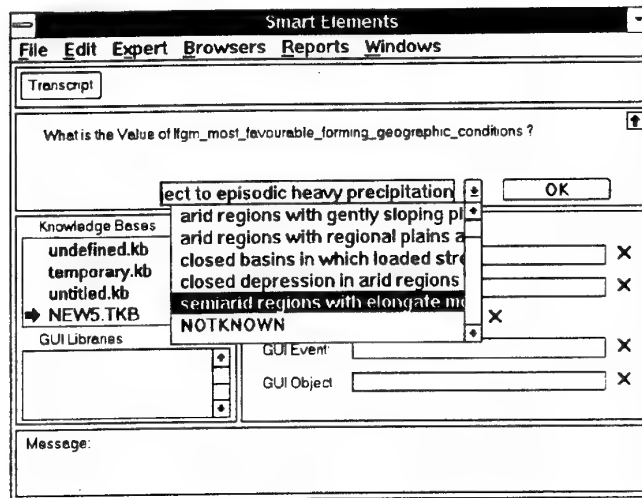 Smart Elements
File Edit Expert Browsers Reports Windows
Transcript
What is the Value of lfgm_most_favourable_forming_geographic_conditions ?
ject to episodic heavy precipitation
OK
arid regions with gently sloping pl
arid regions with regional plains a
closed basins in which loaded stre
closed depression in arid regions
semiarid regions with elongate mo
NOTKNOWN
Knowledge Bases
undefined.kb
temporary.kb
untitled.kb
NEW5.TKB
GUI Libraries
GUI Event:
GUI Object
Message: